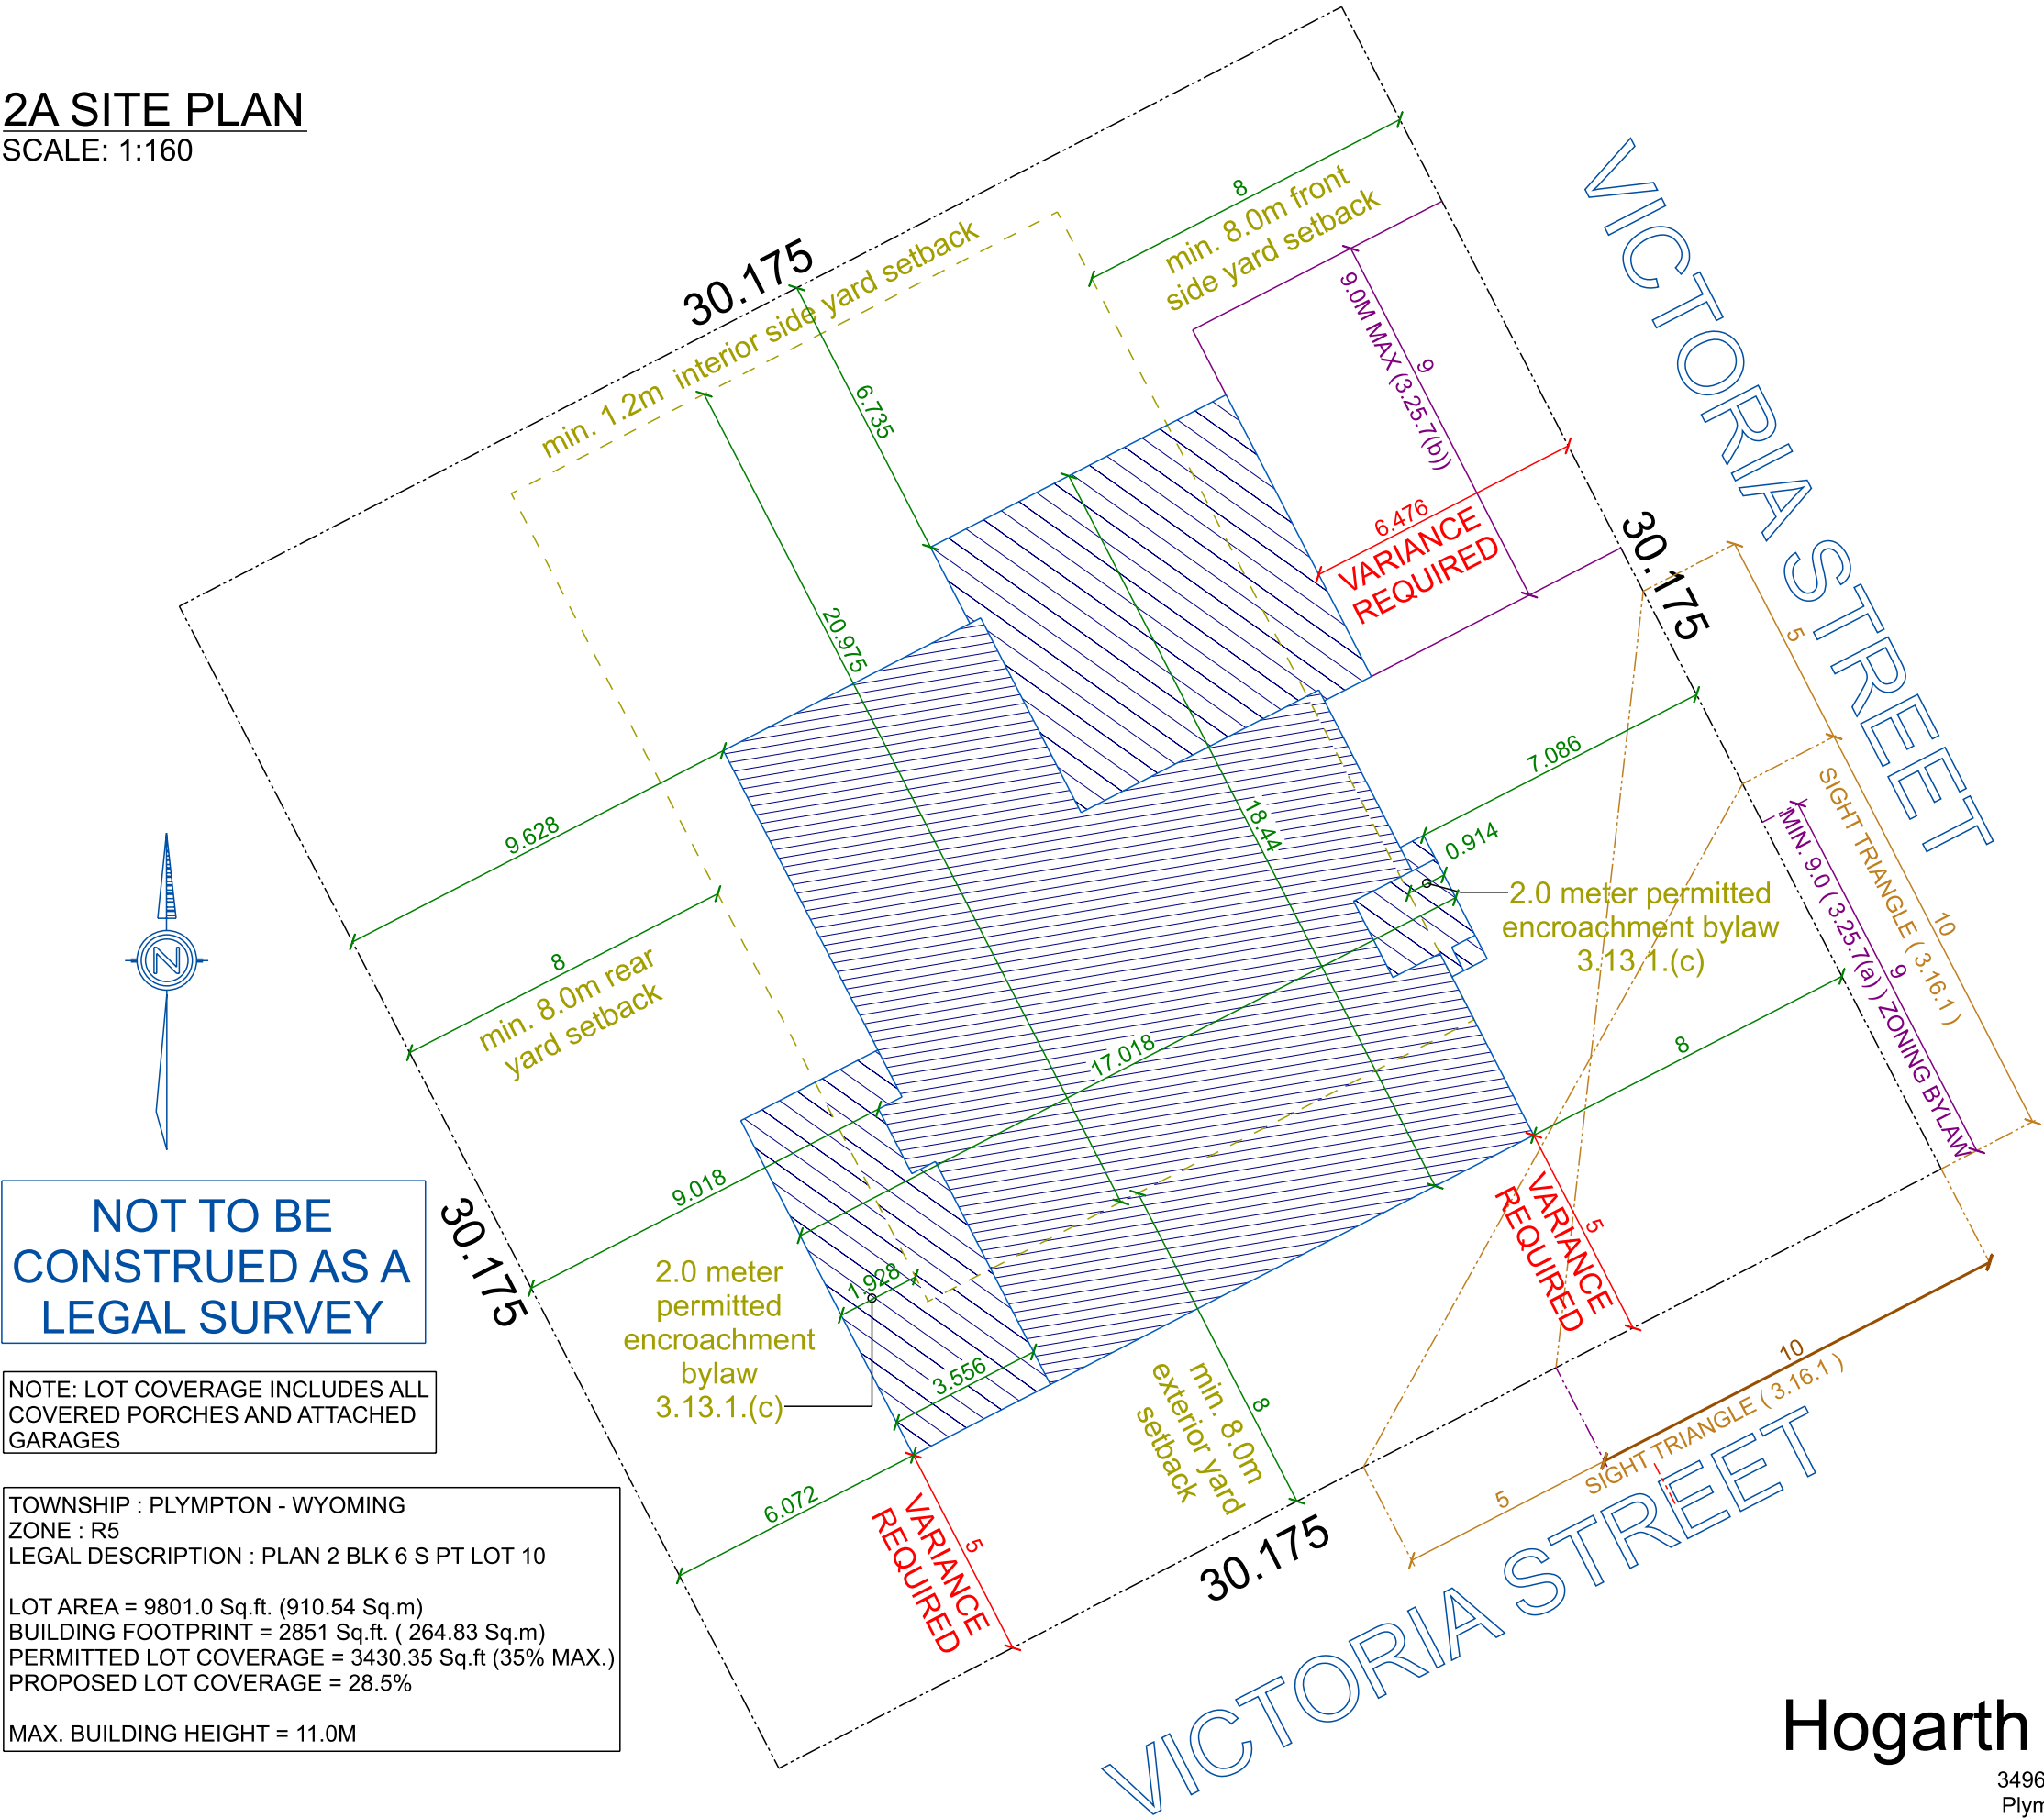 2A SITE PLAN
SCALE: 1:160
30.175
min. 1.2m interior side yard setback
8
min. 8.0m front
side yard setback
9.0M MAX (3.25.7(b))
9
6.735
6.476
VARIANCE
REQUIRED
VICTORIA STREET
30.175
20.975
18.44
5
SIGHT TRIANGLE ( 3.16.1 )
10
MIN. 9.0 ( 3.25.7(a) ) ZONING BYLAW
9
7.086
0.914
2.0 meter permitted
encroachment bylaw
3.13.1.(c)
9.628
8
min. 8.0m rear
yard setback
N
17.018
8
9.018
30.175
VARIANCE
REQUIRED
5
2.0 meter
permitted
encroachment
bylaw
3.13.1.(c)
1.928
3.556
min. 8.0m
exterior yard
setback
8
6.072
VARIANCE
REQUIRED
5
30.175
10
SIGHT TRIANGLE ( 3.16.1 )
5
VICTORIA STREET
NOT TO BE
CONSTRUED AS A
LEGAL SURVEY
NOTE: LOT COVERAGE INCLUDES ALL
COVERED PORCHES AND ATTACHED
GARAGES
TOWNSHIP : PLYMPTON - WYOMING
ZONE : R5
LEGAL DESCRIPTION : PLAN 2 BLK 6 S PT LOT 10
LOT AREA = 9801.0 Sq.ft. (910.54 Sq.m)
BUILDING FOOTPRINT = 2851 Sq.ft. ( 264.83 Sq.m)
PERMITTED LOT COVERAGE = 3430.35 Sq.ft (35% MAX.)
PROPOSED LOT COVERAGE = 28.5%
MAX. BUILDING HEIGHT = 11.0M
Hogarth
3496
Plym